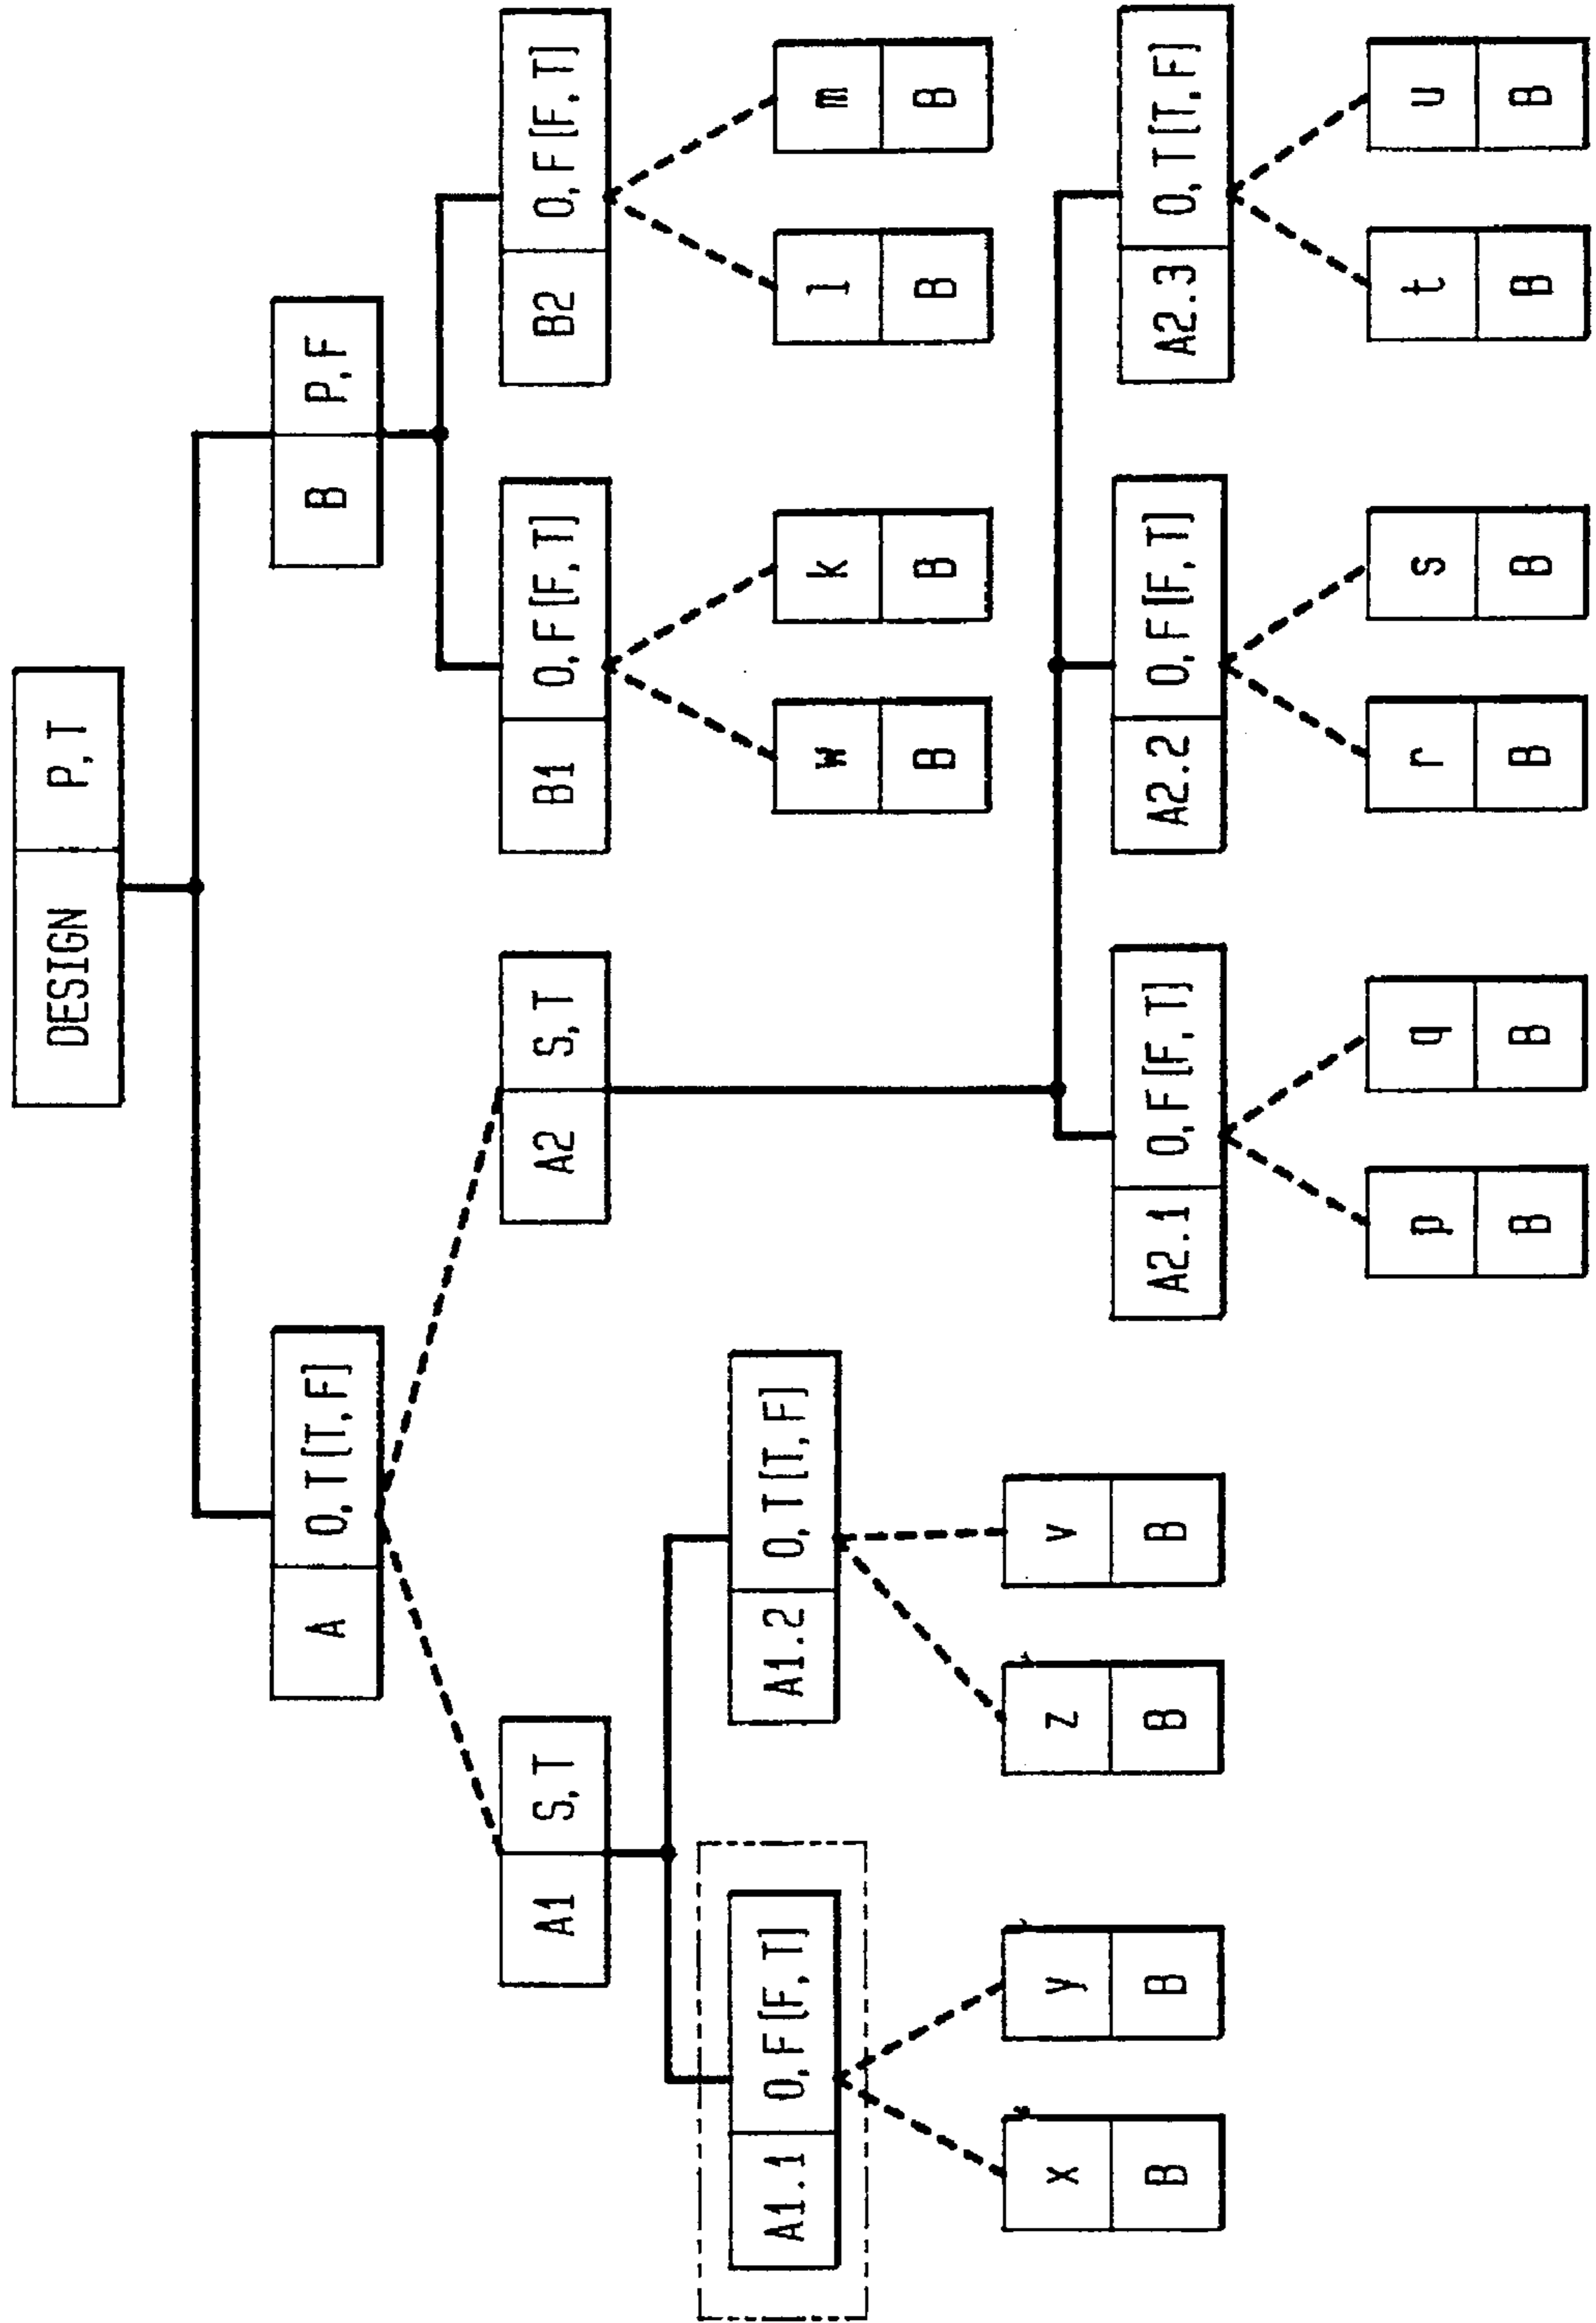 DESIGN P,T
A O,T[T,F]
B P,F
A1 S,T
A2 S,T
B1 O,F[F,T]
B2 O,F[F,T]
A1.1 O,F[F,T]
A1.2 O,T[T,F]
w
B
k
B
l
B
m
B
x
B
y
B
z
B
v
B
A2.1 O,F[F,T]
A2.2 O,F[F,T]
A2.3 O,T[T,F]
p
B
q
B
r
B
s
B
t
B
u
B